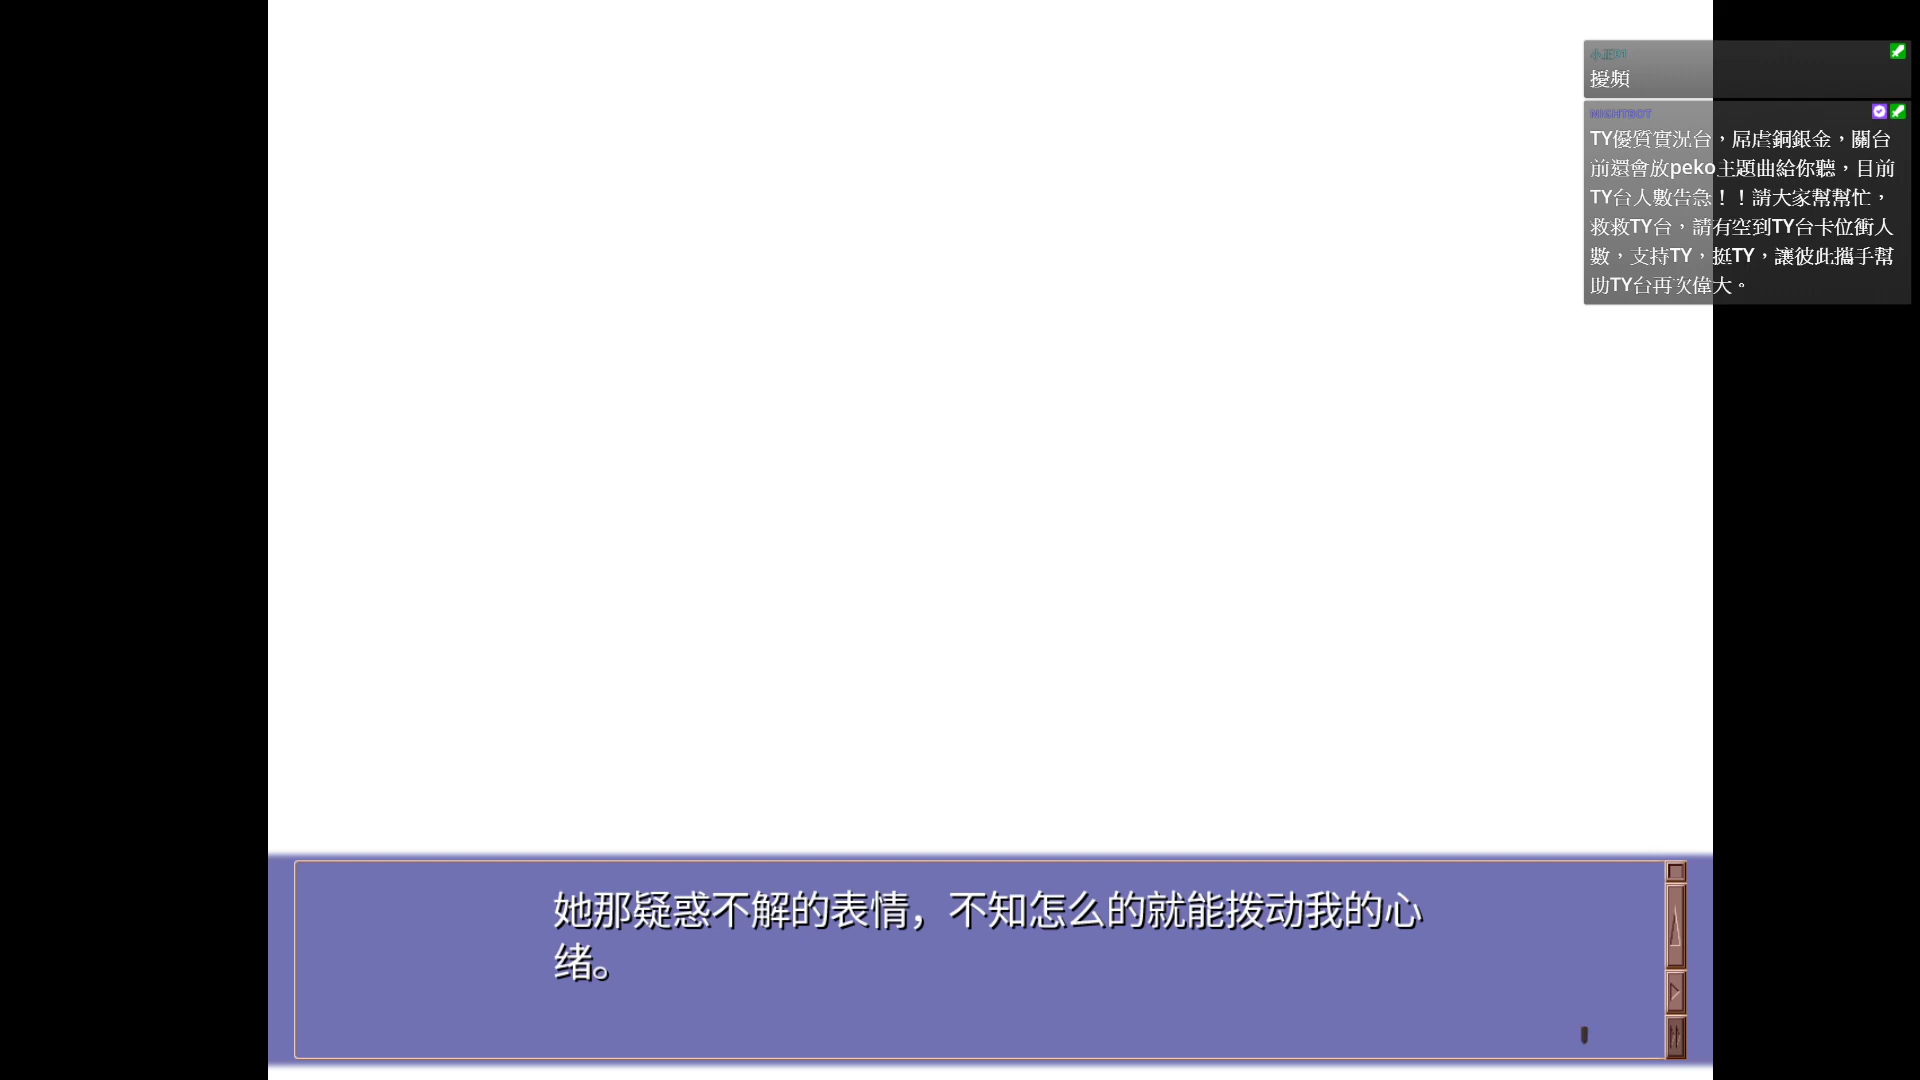 小正01
擾頻
NIGHTBOT
TY優質實況台，屌虐銅銀金，關台
前還會放peko主題曲給你聽，目前
TY台人數告急！！請大家幫幫忙，
救救TY台，請有空到TY台卡位衝人
數，支持TY，挺TY，讓彼此攜手幫
助TY台再次偉大。
她那疑惑不解的表情，不知怎么的就能拨动我的心
绪。